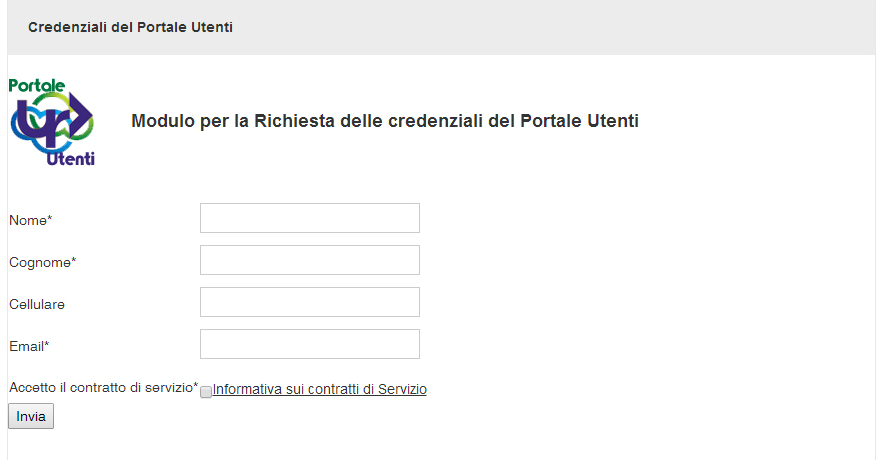 Credenziali del Portale Utenti
Portale
Utenti
Modulo per la Richiesta delle credenziali del Portale Utenti
Nome*
Cognome*
Cellulare
Email*
Accetto il contratto di servizio* Informativa sui contratti di Servizio
Invia